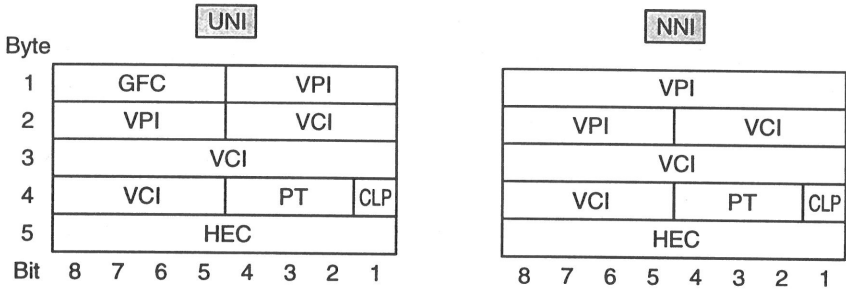 UNI
NNI
Byte
1 GFC VPI
VPI
2 VPI VCI
VPI VCI
3 VCI
VCI
4 VCI PT CLP
VCI PT CLP
5 HEC
HEC
Bit 8 7 6 5 4 3 2 1
8 7 6 5 4 3 2 1